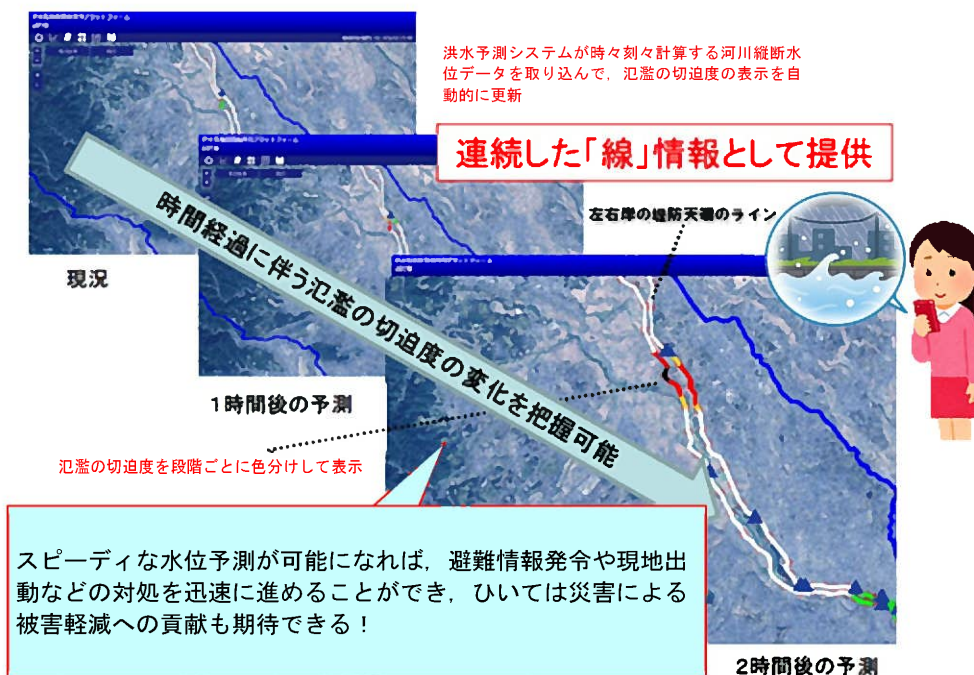 洪水予測システムが時々刻々計算する河川縦断水
位データを取り込んで，氾濫の切迫度の表示を自
動的に更新
連続した「線」情報として提供
左右岸の堤防天端のライン
時間経過に伴う氾濫の切迫度の変化を把握可能
現況
1時間後の予測
氾濫の切迫度を段階ごとに色分けして表示
スピーディな水位予測が可能になれば，避難情報発令や現地出
動などの対処を迅速に進めることができ，ひいては災害による
被害軽減への貢献も期待できる！
2時間後の予測